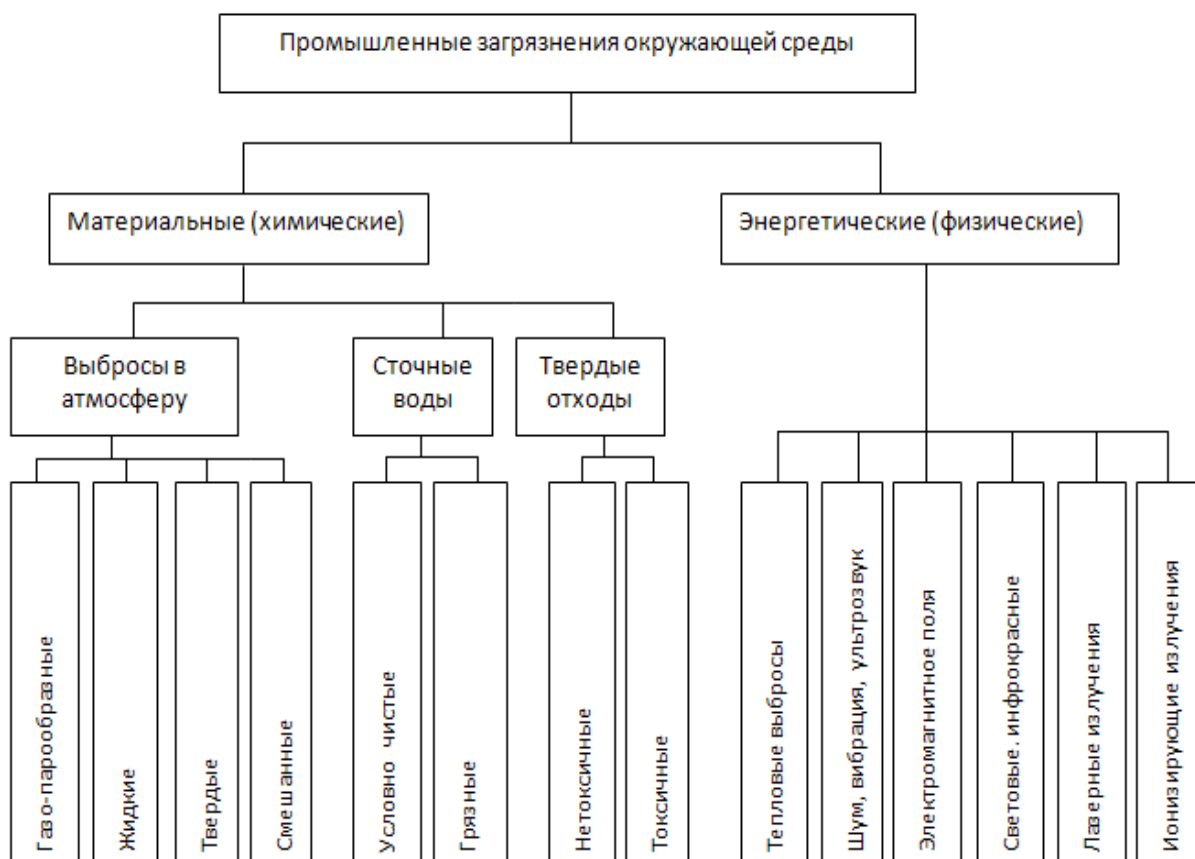 Промышленные загрязнения окружающей среды
Материальные (химические)
Энергетические (физические)
Выбросы в
атмосферу
Сточные
воды
Твердые
отходы
Газо-парообразные
Жидкие
Твердые
Смешанные
Условно чистые
Грязные
Нетоксичные
Токсичные
Тепловые выбросы
Шум, вибрация, ультрозвук
Электромагнитное поля
Световые. инфрокрасные
Лазерные излучения
Ионизирующие излучения